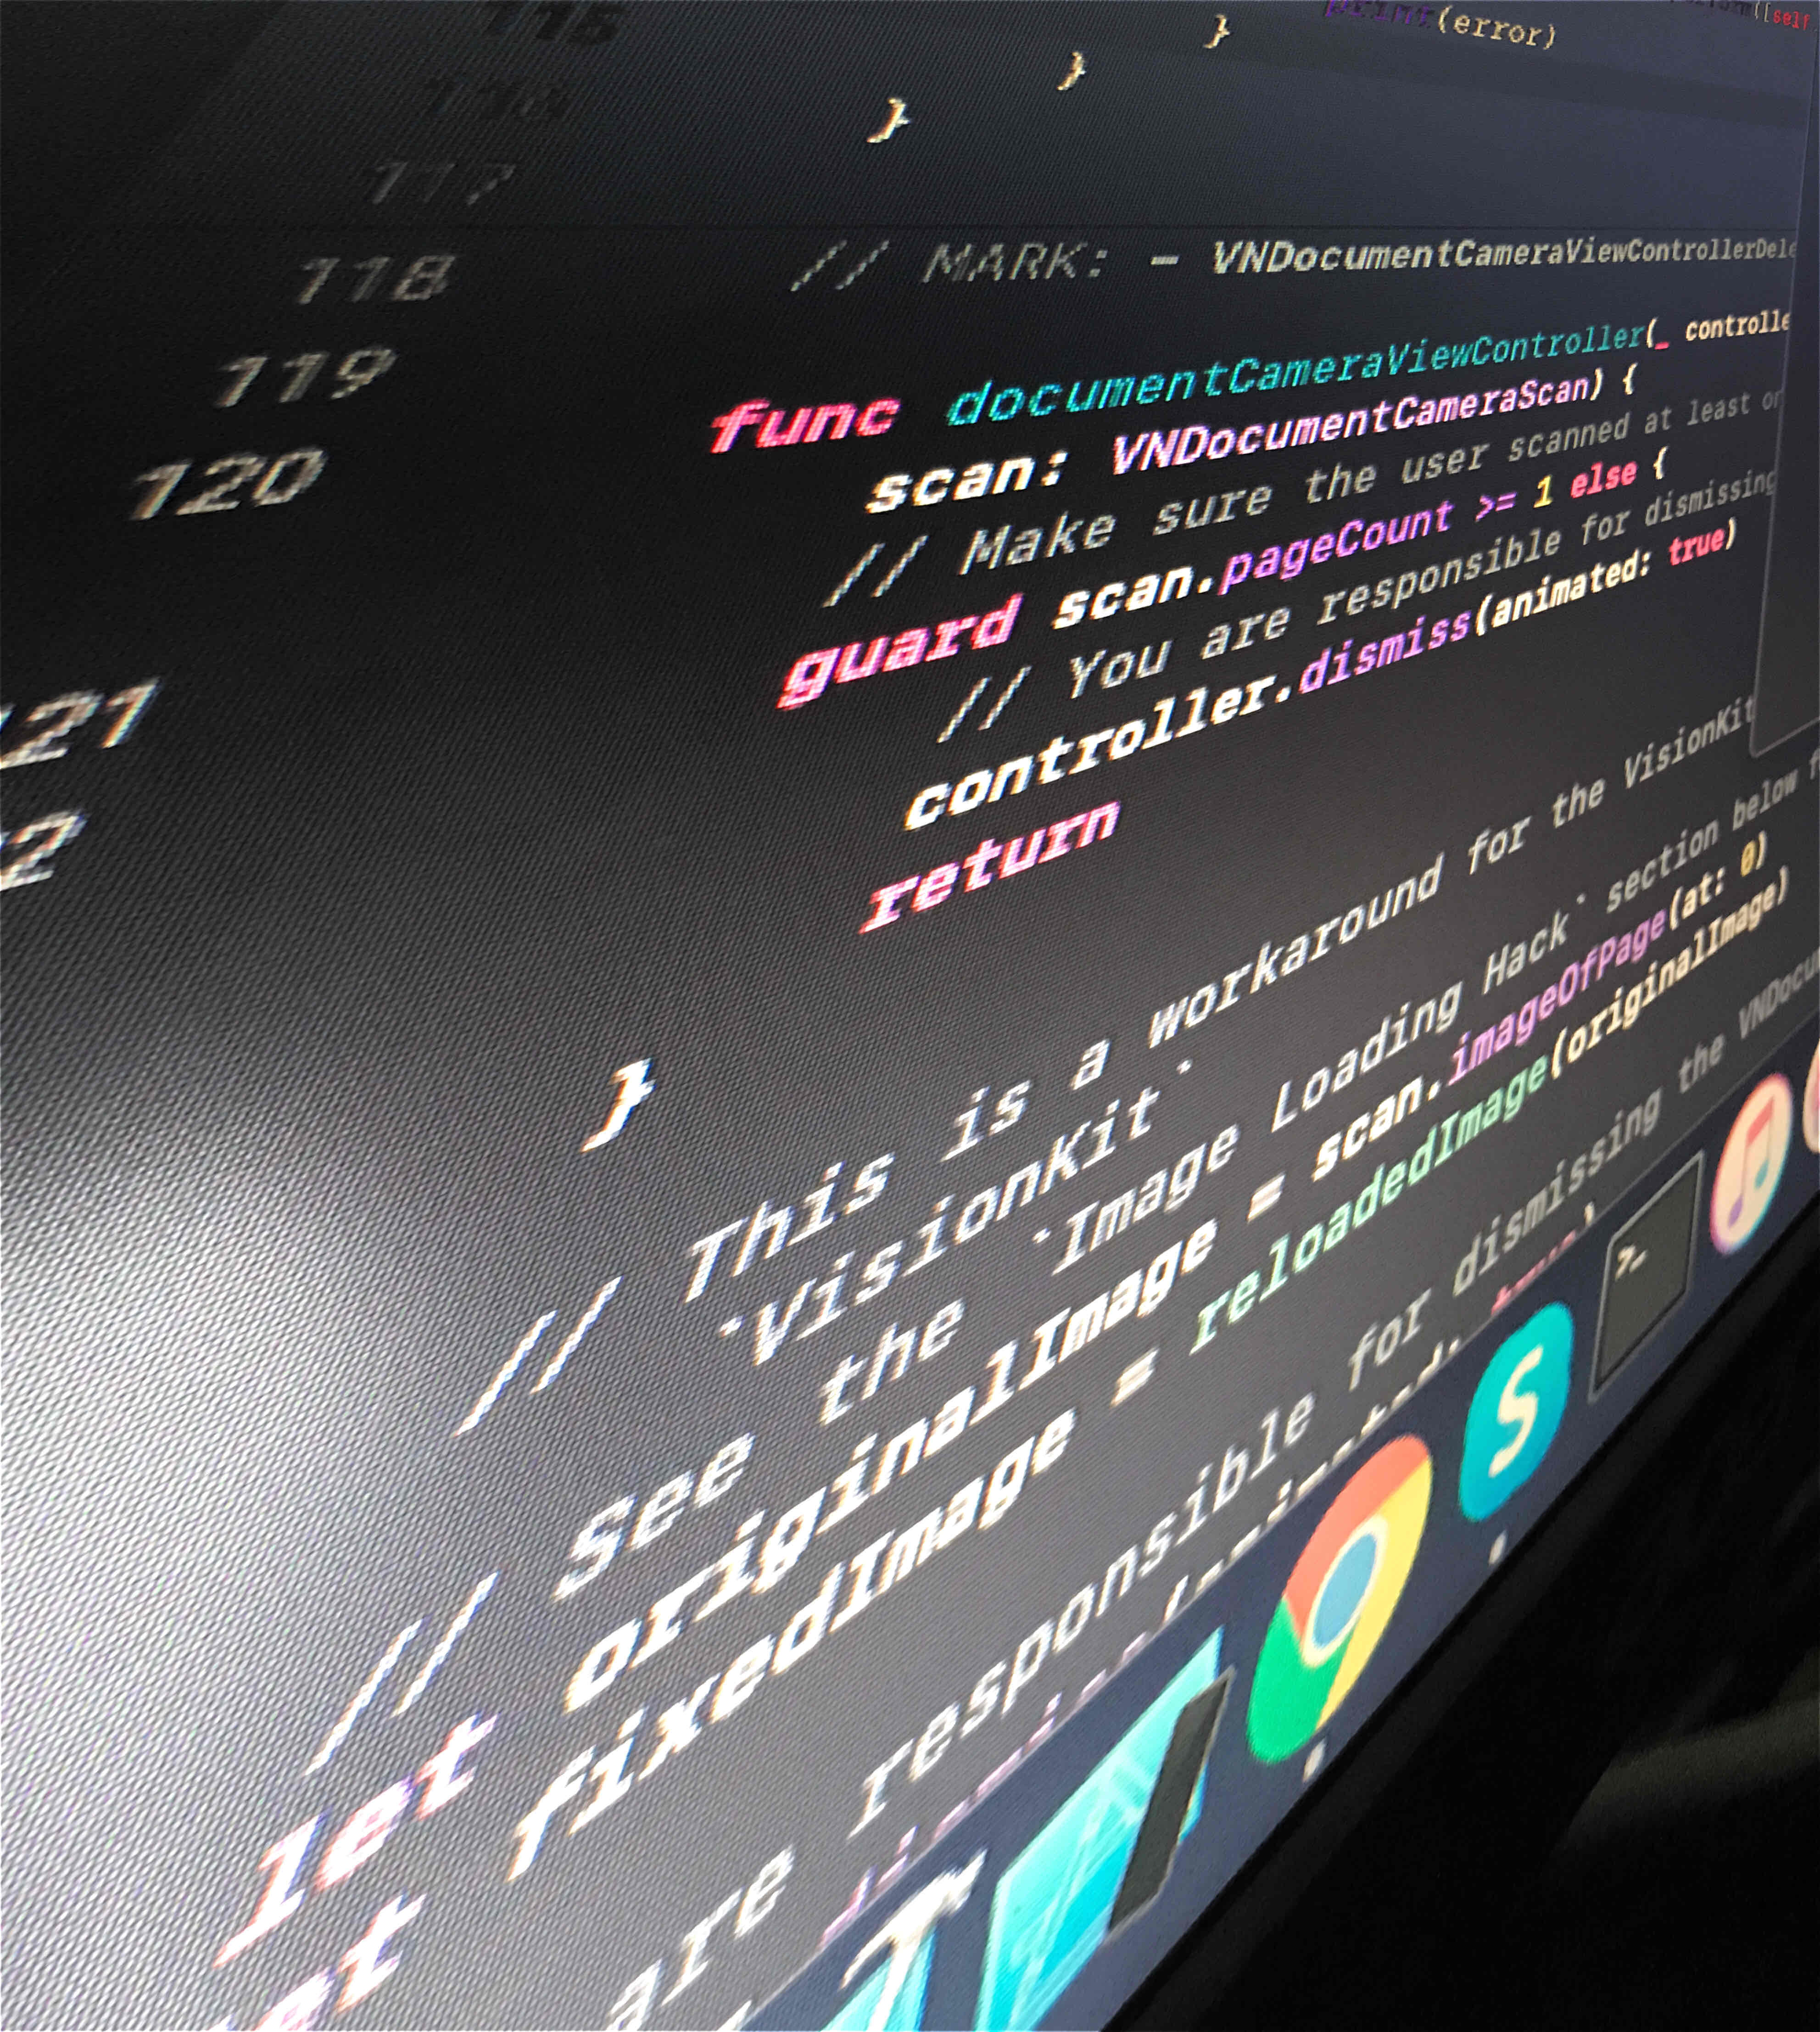 print(error)
}
}
}
117
118 // MARK: - VNDocumentCameraViewControllerDele
119
120 func documentCameraViewController(_ controlle
scan: VNDocumentCameraScan) {
// Make sure the user scanned at least
guard scan.pageCount >= 1 else {
// You are responsible for dismissing
controller.dismiss(animated: true)
return
}
// This is a workaround for the VisionKit
`VisionKit`
// See the `Image Loading Hack` section below
let originalImage = scan.imageOfPage(at: 0)
fixedImage = reloadedImage(originalImage)
are responsible for dismissing the VNDocu
>_
S